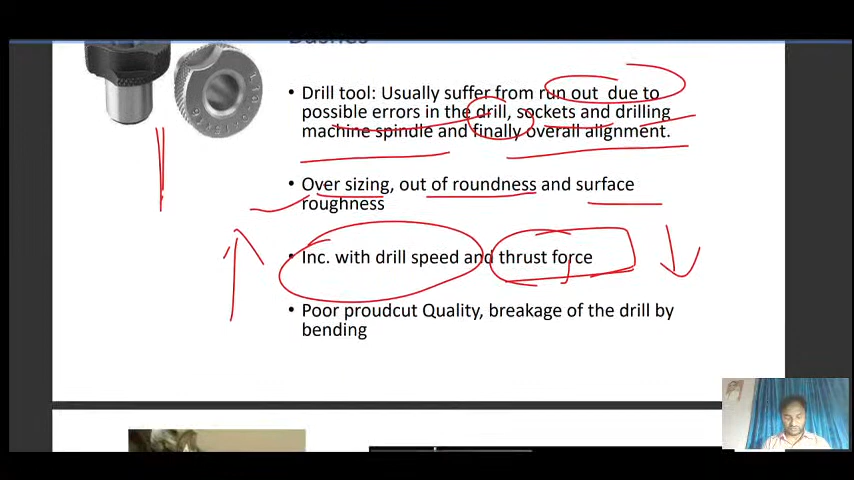 • Drill tool: Usually suffer from run out due to
possible errors in the drill, sockets and drilling
machine spindle and finally overall alignment.
• Over sizing, out of roundness and surface
roughness
• Inc. with drill speed and thrust force
• Poor proudcut Quality, breakage of the drill by
bending